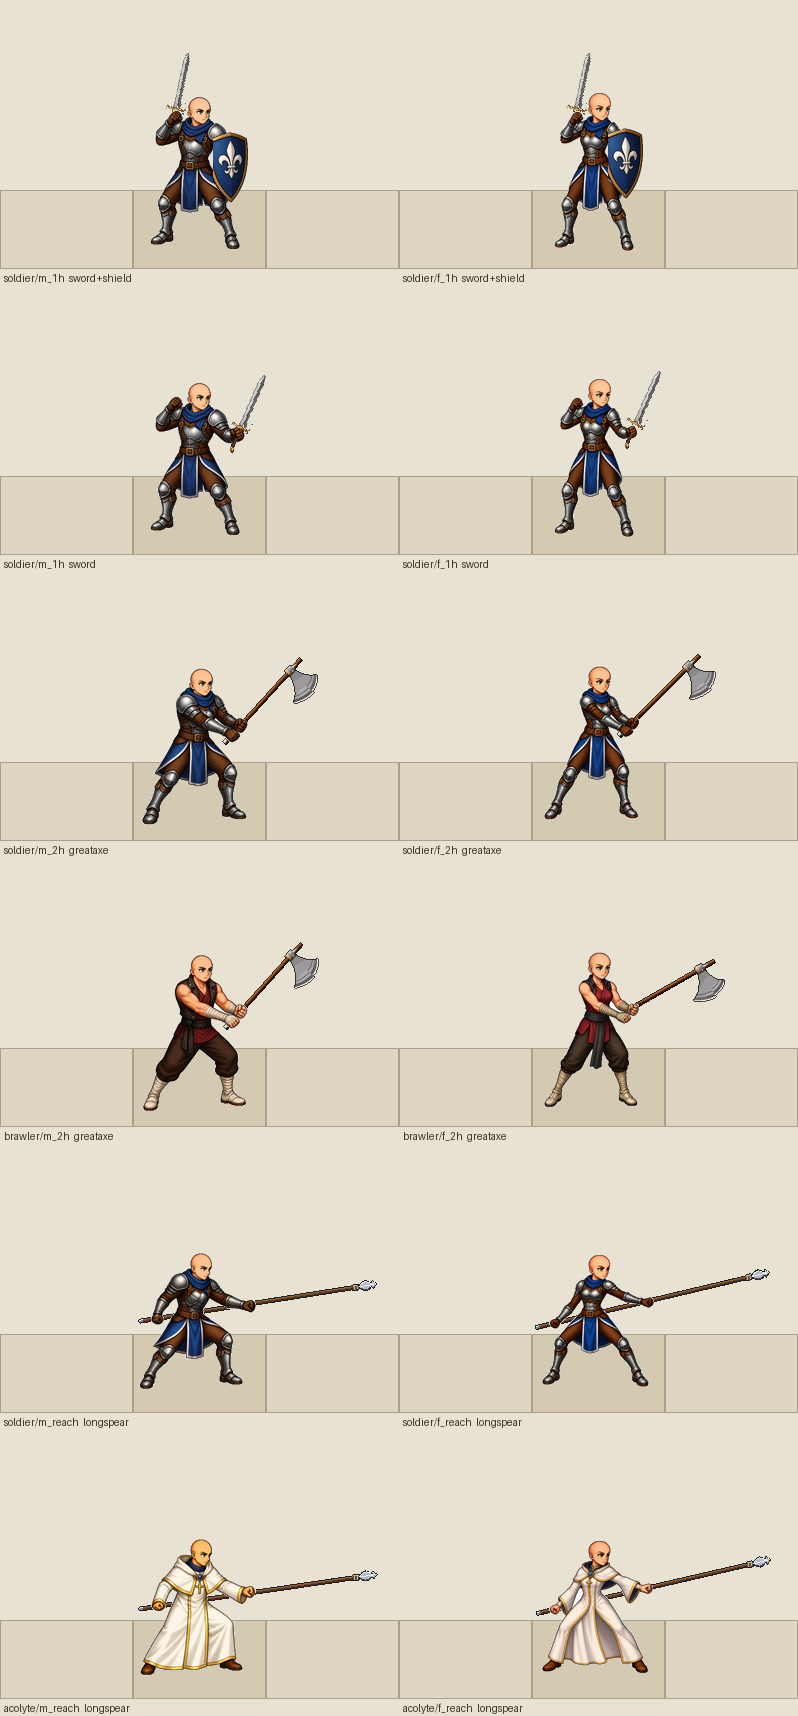 soldier/m_1h sword+shield
soldier/f_1h sword+shield
soldier/m_1h sword
soldier/f_1h sword
soldier/m_2h greataxe
soldier/f_2h greataxe
brawler/m_2h greataxe
brawler/f_2h greataxe
soldier/m_reach longspear
soldier/f_reach longspear
acolyte/m_reach longspear
acolyte/f_reach longspear